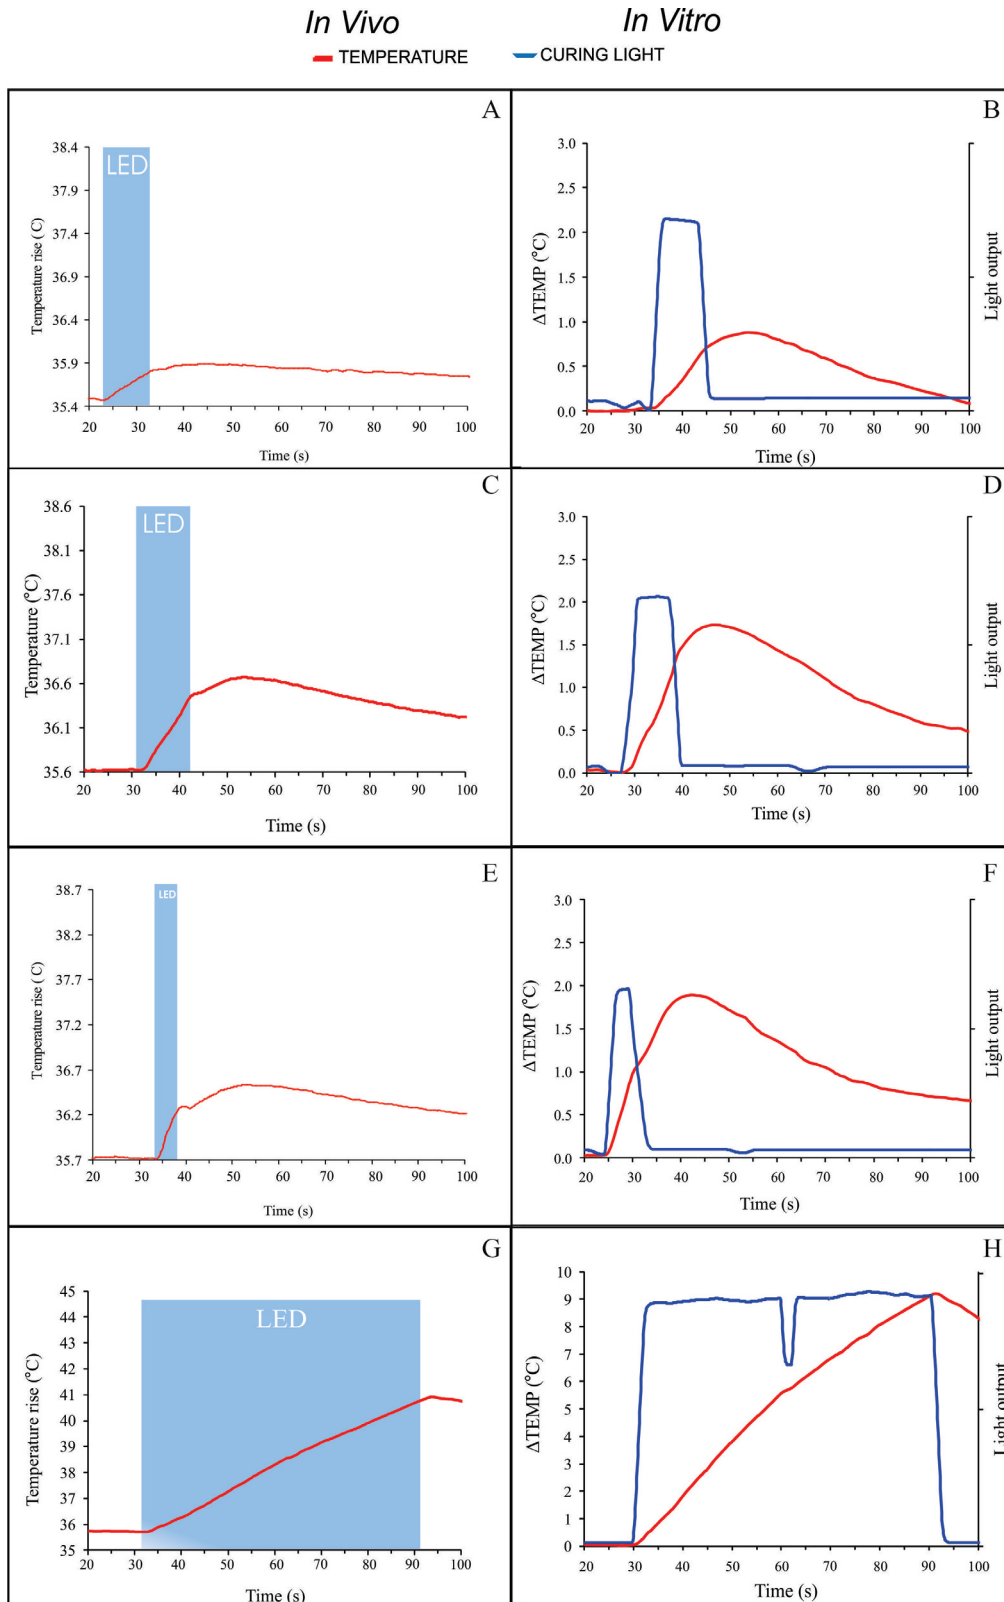 In Vivo In Vitro
TEMPERATURE CURING LIGHT
A
38.4
37.9
37.4
36.9
36.4
35.9
35.4
Temperature rise ( C)
LED
20 30 40 50 60 70 80 90 100
Time (s)
B
3.0
2.5
2.0
1.5
1.0
0.5
0.0
ΔTEMP (°C)
Light output
20 30 40 50 60 70 80 90 100
Time (s)
C
38.6
38.1
37.6
37.1
36.6
36.1
35.6
Temperature (°C)
LED
20 30 40 50 60 70 80 90 100
Time (s)
D
3.0
2.5
2.0
1.5
1.0
0.5
0.0
ΔTEMP (°C)
Light output
20 30 40 50 60 70 80 90 100
Time (s)
E
38.7
38.2
37.7
37.2
36.7
36.2
35.7
Temperature rise ( C)
LED
20 30 40 50 60 70 80 90 100
Time (s)
F
3.0
2.5
2.0
1.5
1.0
0.5
0.0
ΔTEMP (°C)
Light output
20 30 40 50 60 70 80 90 100
Time (s)
G
45
44
43
42
41
40
39
38
37
36
35
Temperature rise (°C)
LED
20 30 40 50 60 70 80 90 100
Time (s)
H
10
9
8
7
6
5
4
3
2
1
0
ΔTEMP (°C)
Light output
20 30 40 50 60 70 80 90 100
Time (s)